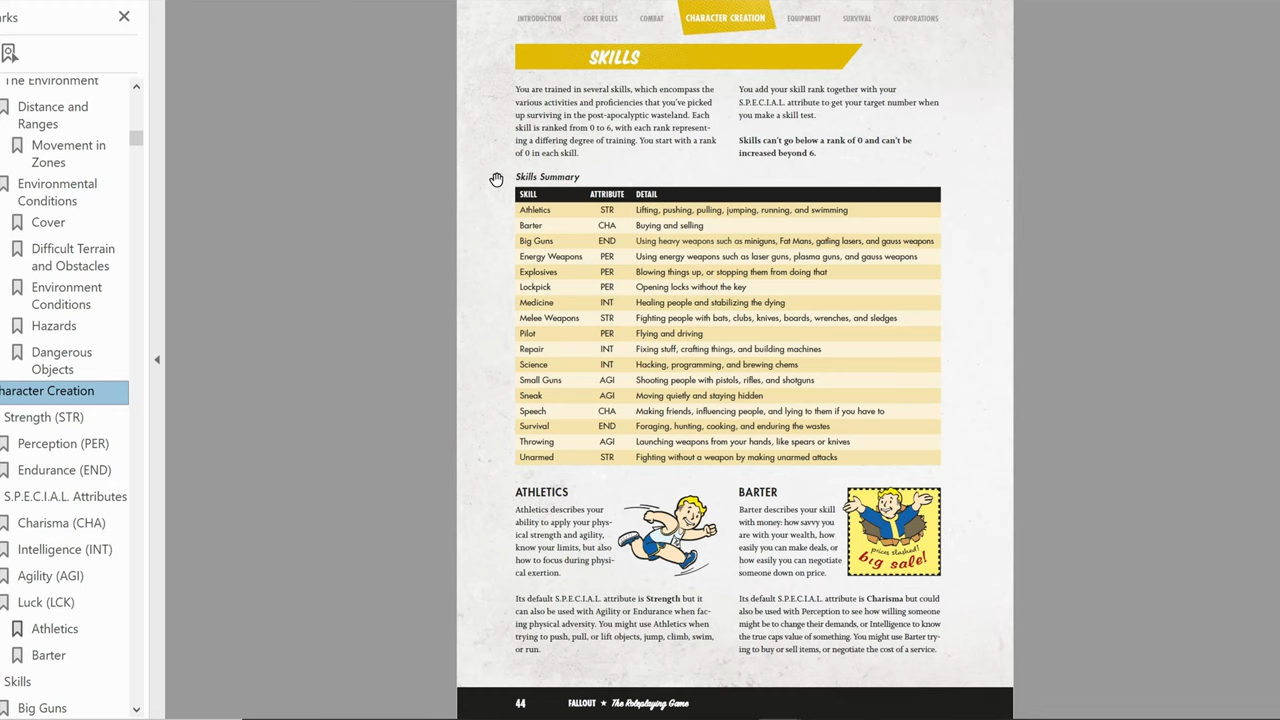 rks
The Environment
Distance and
Ranges
Movement in
Zones
Environmental
Conditions
Cover
Difficult Terrain
and Obstacles
Environment
Conditions
Hazards
Dangerous
Objects
haracter Creation
Strength (STR)
Perception (PER)
Endurance (END)
S.P.E.C.I.A.L. Attributes
Charisma (CHA)
Intelligence (INT)
Agility (AGI)
Luck (LCK)
Athletics
Barter
Skills
Big Guns
INTRODUCTION CORE RULES COMBAT CHARACTER CREATION EQUIPMENT SURVIVAL CORPORATIONS
SKILLS
You are trained in several skills, which encompass the
various activities and proficiencies that you've picked
up surviving in the post-apocalyptic wasteland. Each
skill is ranked from 0 to 6, with each rank represent-
ing a differing degree of training. You start with a rank
of 0 in each skill.
You add your skill rank together with your
S.P.E.C.I.A.L. attribute to get your target number when
you make a skill test.
Skills can't go below a rank of 0 and can't be
increased beyond 6.
Skills Summary
SKILL ATTRIBUTE DETAIL
Athletics STR Lifting, pushing, pulling, jumping, running, and swimming
Barter CHA Buying and selling
Big Guns END Using heavy weapons such as miniguns, Fat Mans, gatling lasers, and gauss weapons
Energy Weapons PER Using energy weapons such as laser guns, plasma guns, and gauss weapons
Explosives PER Blowing things up, or stopping them from doing that
Lockpick PER Opening locks without the key
Medicine INT Healing people and stabilizing the dying
Melee Weapons STR Fighting people with bats, clubs, knives, boards, wrenches, and sledges
Pilot PER Flying and driving
Repair INT Fixing stuff, crafting things, and building machines
Science INT Hacking, programming, and brewing chems
Small Guns AGI Shooting people with pistols, rifles, and shotguns
Sneak AGI Moving quietly and staying hidden
Speech CHA Making friends, influencing people, and lying to them if you have to
Survival END Foraging, hunting, cooking, and enduring the wastes
Throwing AGI Launching weapons from your hands, like spears or knives
Unarmed STR Fighting without a weapon by making unarmed attacks
ATHLETICS
Athletics describes your
ability to apply your phys-
ical strength and agility,
know your limits, but also
how to focus during physi-
cal exertion.
Its default S.P.E.C.I.A.L. attribute is Strength but it
can also be used with Agility or Endurance when fac-
ing physical adversity. You might use Athletics when
trying to push, pull, or lift objects, jump, climb, swim,
or run.
BARTER
Barter describes your skill
with money: how savvy you
are with your wealth, how
easily you can make deals, or
how easily you can negotiate
someone down on price.
prices slashed!
big sale!
Its default S.P.E.C.I.A.L. attribute is Charisma but could
also be used with Perception to see how willing someone
might be to change their demands, or Intelligence to know
the true caps value of something. You might use Barter try-
ing to buy or sell items, or negotiate the cost of a service.
44 FALLOUT ★ The Roleplaying Game